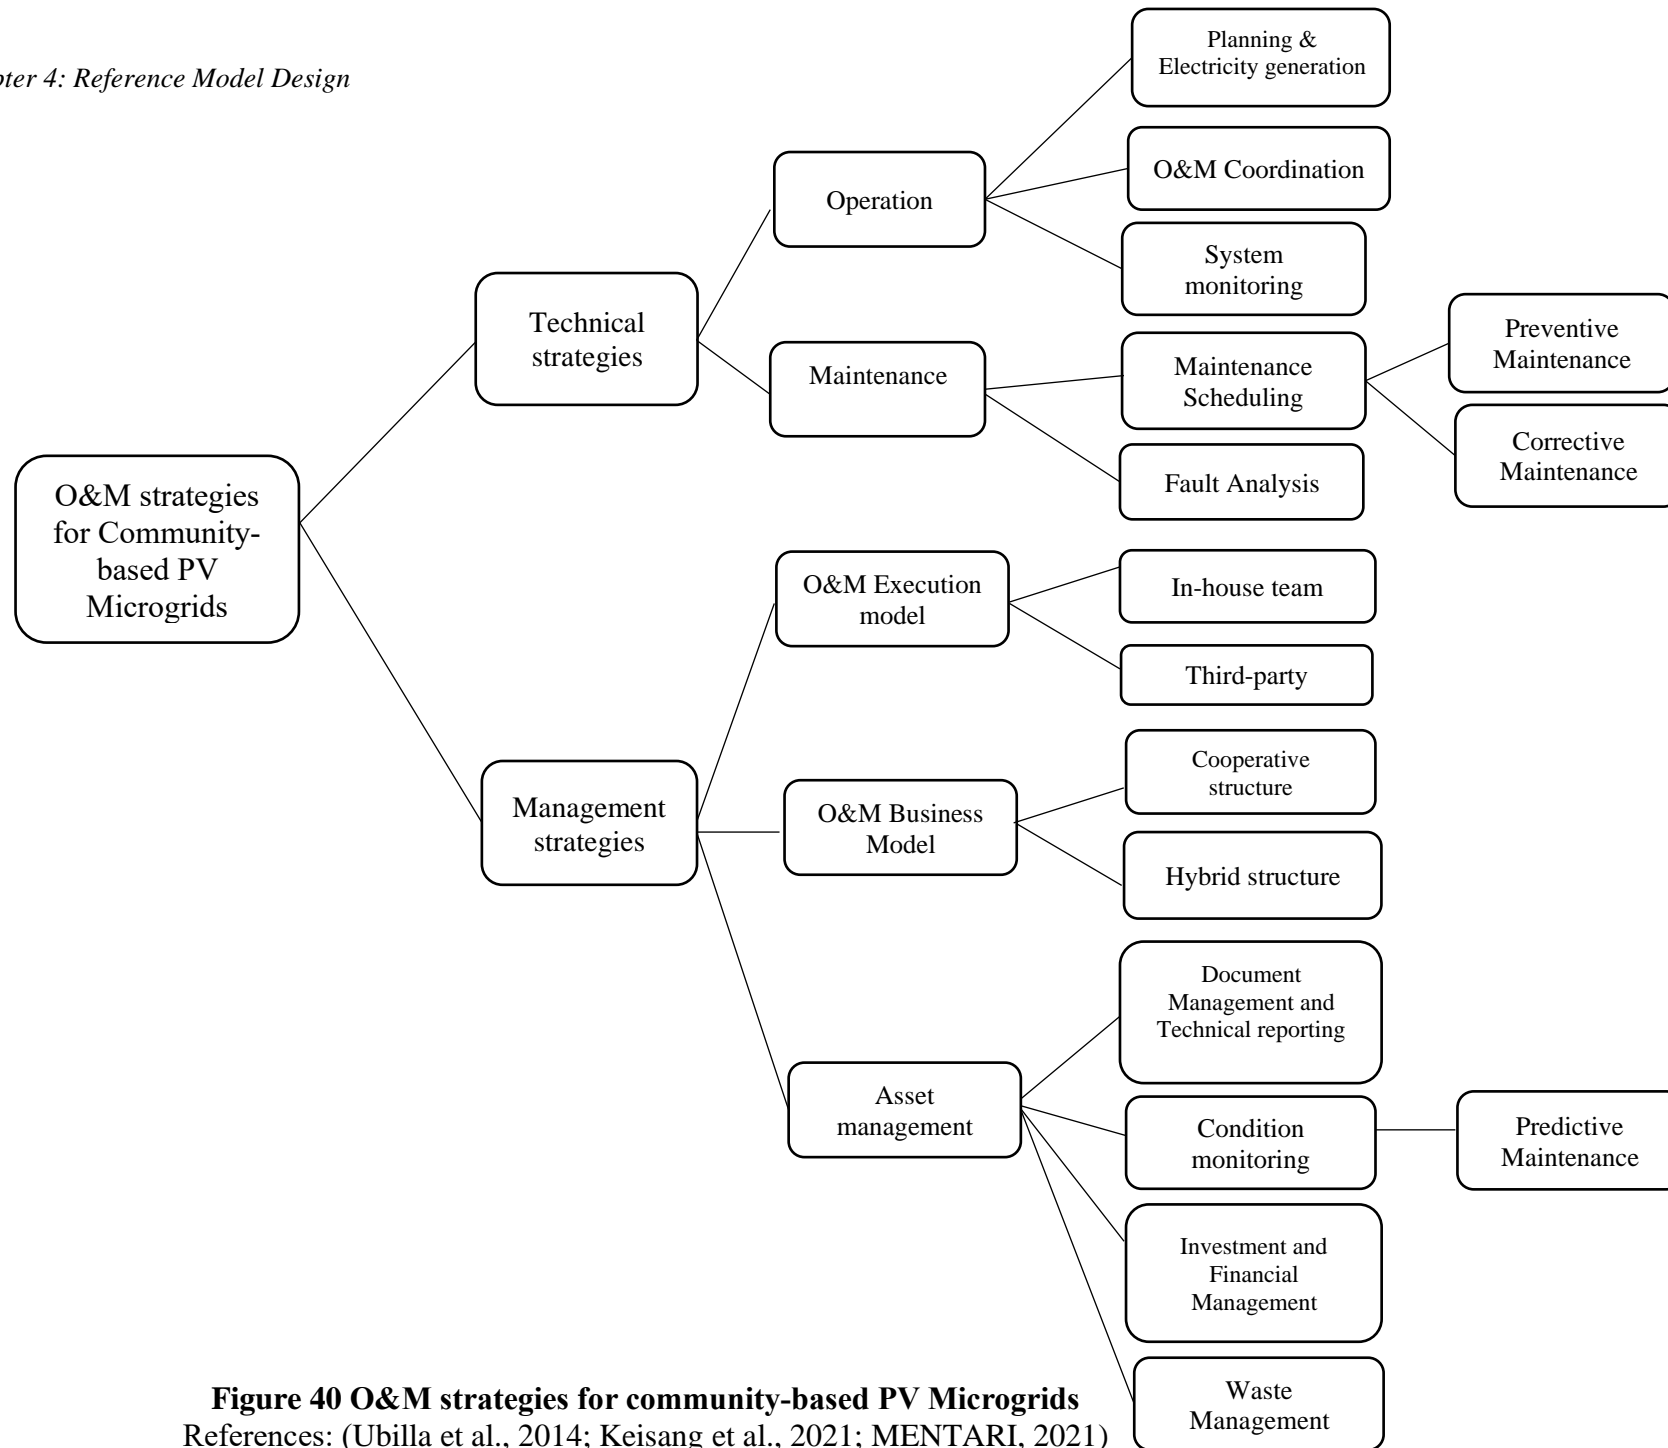 pter 4: Reference Model Design
Planning &
Electricity generation
O&M Coordination
Operation
System
monitoring
Technical
strategies
Preventive
Maintenance
Maintenance
Maintenance
Scheduling
Corrective
Maintenance
Fault Analysis
O&M strategies
for Community-
based PV
Microgrids
O&M Execution
model
In-house team
Third-party
Management
strategies
O&M Business
Model
Cooperative
structure
Hybrid structure
Asset
management
Document
Management and
Technical reporting
Condition
monitoring
Predictive
Maintenance
Investment and
Financial
Management
Waste
Management
Figure 40 O&M strategies for community-based PV Microgrids
References: (Ubilla et al., 2014; Keisang et al., 2021; MENTARI, 2021)